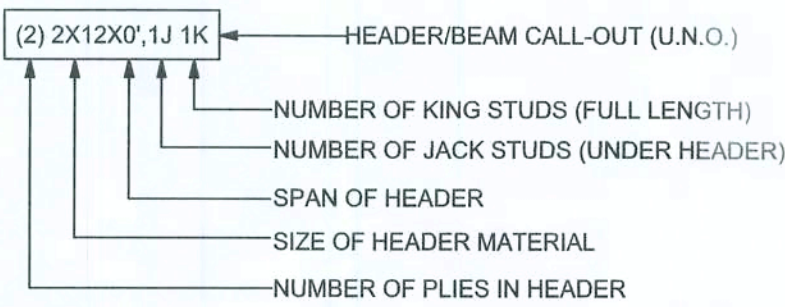 (2) 2X12X0',1J 1K
HEADER/BEAM CALL-OUT (U.N.O.)
NUMBER OF KING STUDS (FULL LENGTH)
NUMBER OF JACK STUDS (UNDER HEADER)
SPAN OF HEADER
SIZE OF HEADER MATERIAL
NUMBER OF PLIES IN HEADER